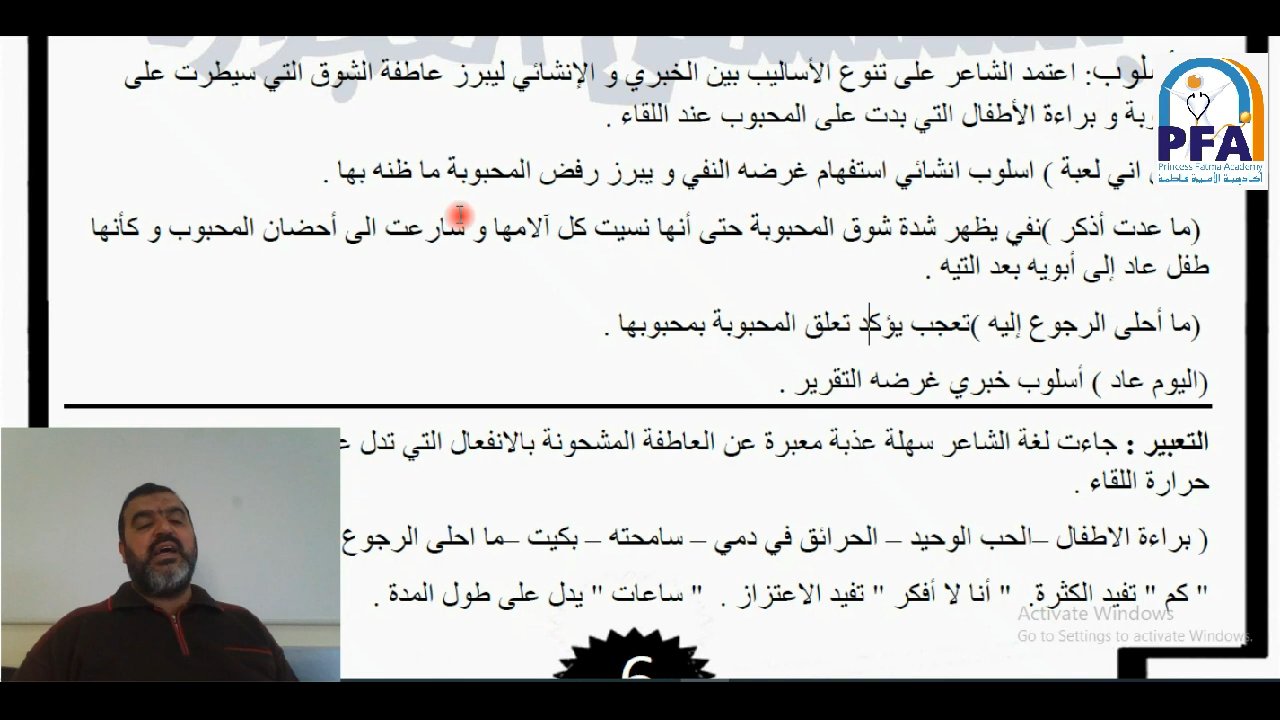 لوب: اعتمد الشاعر على تنوع الأساليب بين الخبري و الإنشائي ليبرز عاطفة الشوق التي سيطرت على
بة و براءة الأطفال التي بدت على المحبوب عند اللقاء .
اني لعبة ) اسلوب انشائي استفهام غرضه النفي و يبرز رفض المحبوبة ما ظنه بها .
(ما عدت أذكر )نفي يظهر شدة شوق المحبوبة حتى أنها نسيت كل آلامها و سارعت الى أحضان المحبوب و كأنها
طفل عاد إلى أبويه بعد التيه .
(ما أحلى الرجوع إليه )تعجب يؤكد تعلق المحبوبة بمحبوبها .
(اليوم عاد ) أسلوب خبري غرضه التقرير .
التعبير : جاءت لغة الشاعر سهلة عذبة معبرة عن العاطفة المشحونة بالانفعال التي تدل
حرارة اللقاء .
( براءة الاطفال –الحب الوحيد – الحرائق في دمي – سامحته – بكيت –ما احلى الرجوع
" كم " تفيد الكثرة. " أنا لا أفكر " تفيد الاعتزاز . " ساعات " يدل على طول المدة .
6
PFA
Princess Fatma Academy
أكاديمية الأميرة فاطمة
Activate Windows
Go to Settings to activate Windows.